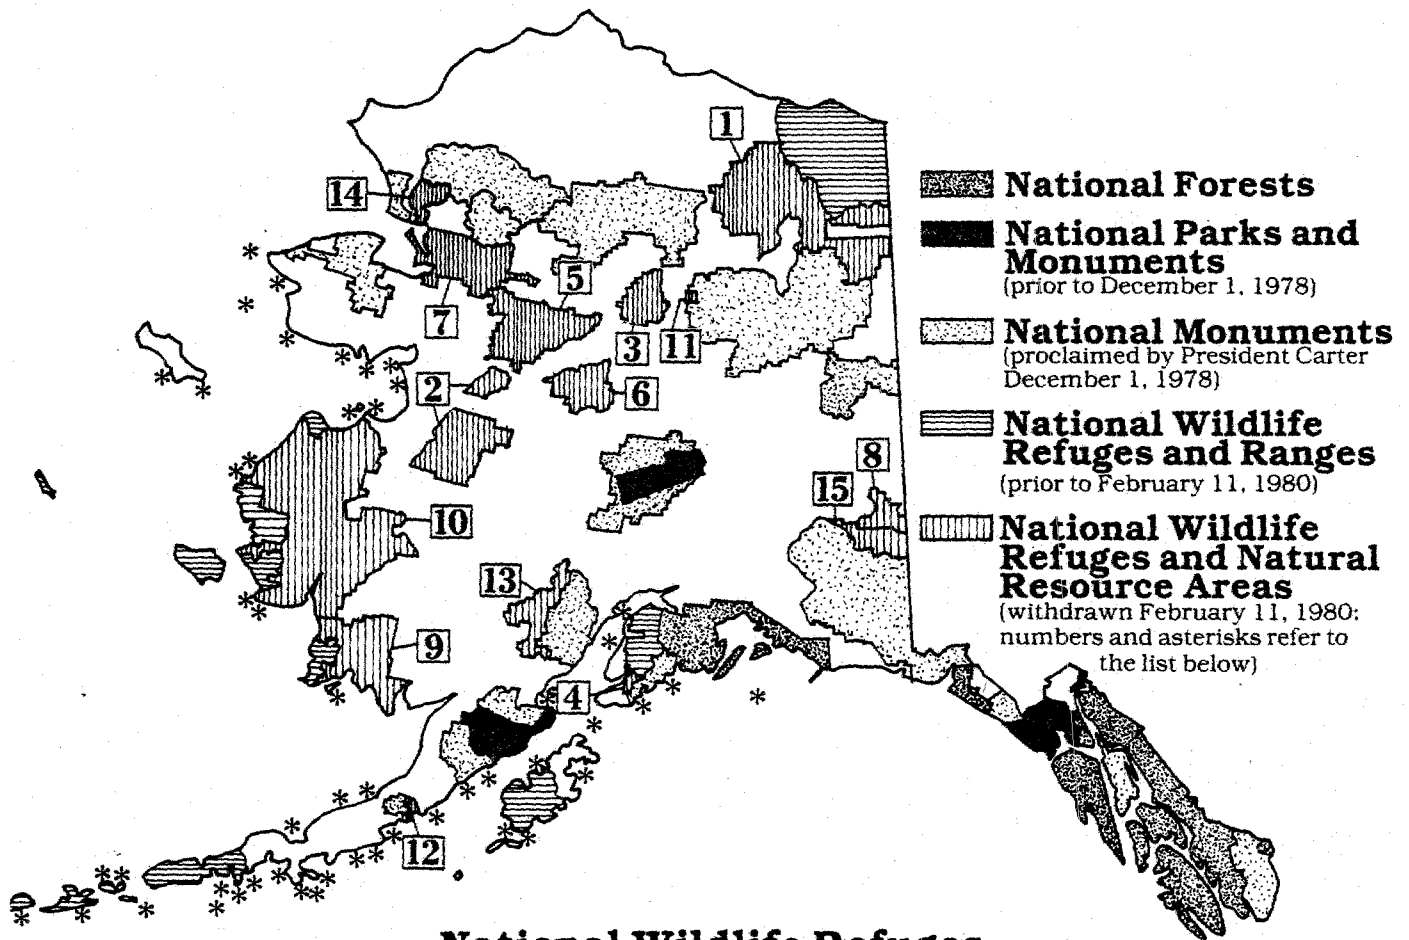 1
14
5
7
3
11
2
6
8
15
10
13
9
4
12
National Forests
National Parks and
Monuments
(prior to December 1, 1978)
National Monuments
(proclaimed by President Carter
December 1, 1978)
National Wildlife
Refuges and Ranges
(prior to February 11, 1980)
National Wildlife
Refuges and Natural
Resource Areas
(withdrawn February 11, 1980:
numbers and asterisks refer to
the list below)
National Wildlife Refuges